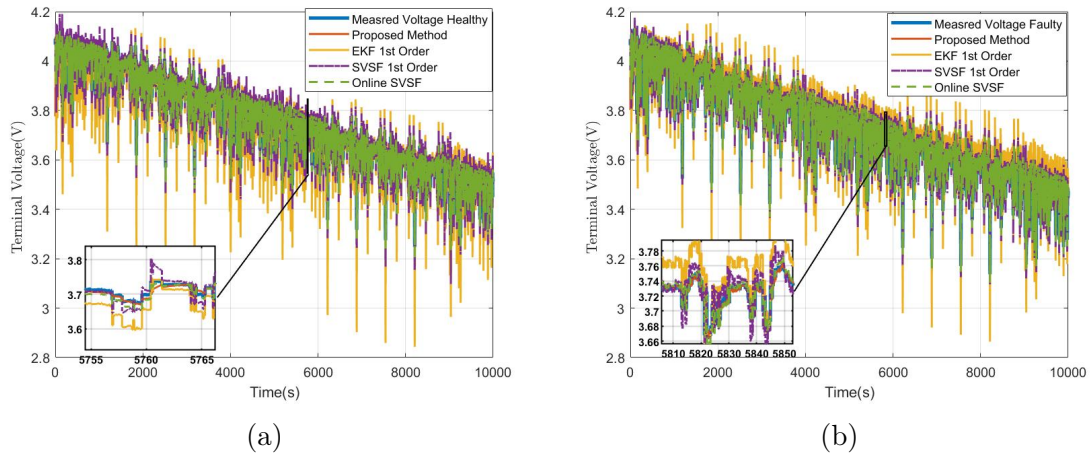 Measred Voltage Healthy
Proposed Method
EKF 1st Order
SVSF 1st Order
Online SVSF
4.2
4
3.8
3.6
3.4
3.2
3
2.8
Terminal Voltage(V)
3.8
3.7
3.6
5755 5760 5765
0 2000 4000 6000 8000 10000
Time(s)
(a)
Measred Voltage Faulty
Proposed Method
EKF 1st Order
SVSF 1st Order
Online SVSF
4.2
4
3.8
3.6
3.4
3.2
3
2.8
Terminal Voltage(V)
3.78
3.76
3.74
3.72
3.7
3.68
3.66
5810 5820 5830 5840 5850
0 2000 4000 6000 8000 10000
Time(s)
(b)